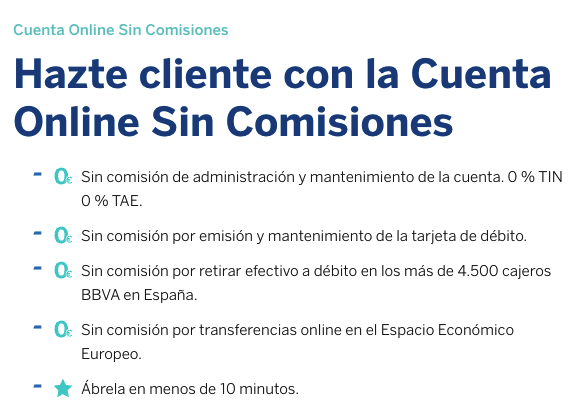 Cuenta Online Sin Comisiones
Hazte cliente con la Cuenta
Online Sin Comisiones
- 0€ Sin comisión de administración y mantenimiento de la cuenta. 0 % TIN
0 % TAE.
- 0€ Sin comisión por emisión y mantenimiento de la tarjeta de débito.
- 0€ Sin comisión por retirar efectivo a débito en los más de 4.500 cajeros
BBVA en España.
- 0€ Sin comisión por transferencias online en el Espacio Económico
Europeo.
- Ábrela en menos de 10 minutos.